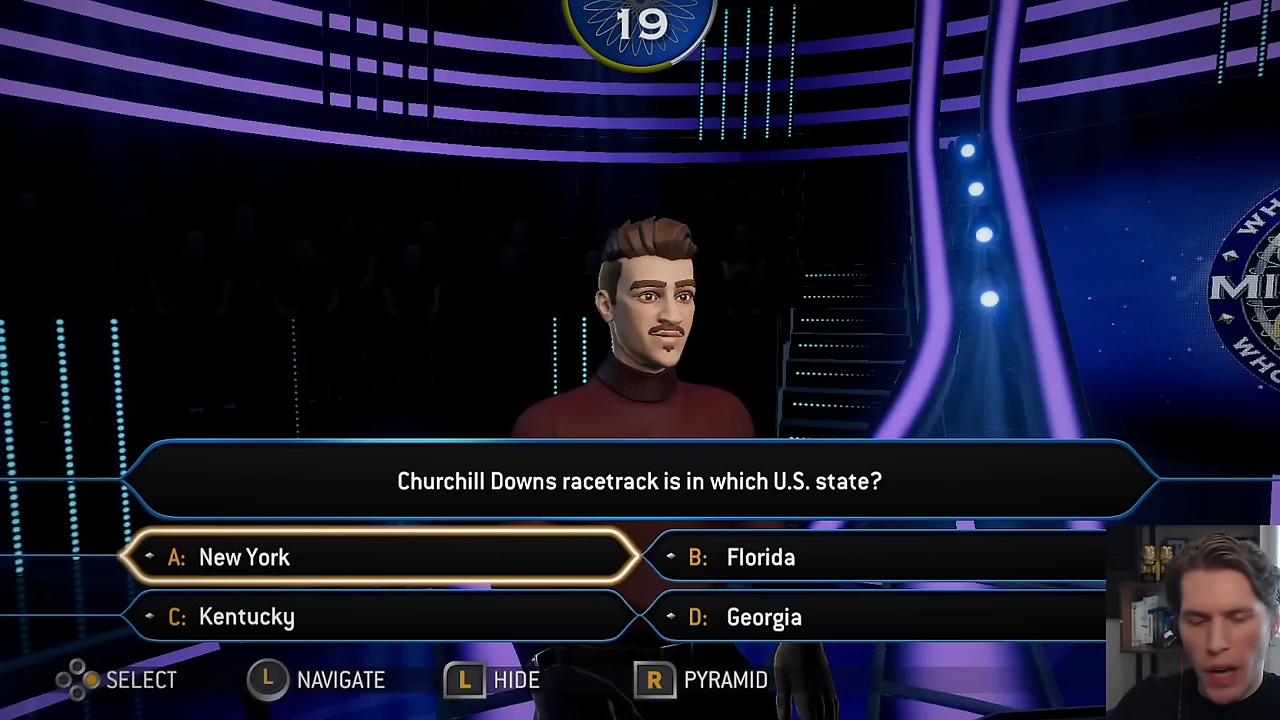 19
Churchill Downs racetrack is in which U.S. state?
A: New York
B: Florida
C: Kentucky
D: Georgia
SELECT
L NAVIGATE
L HIDE
R PYRAMID